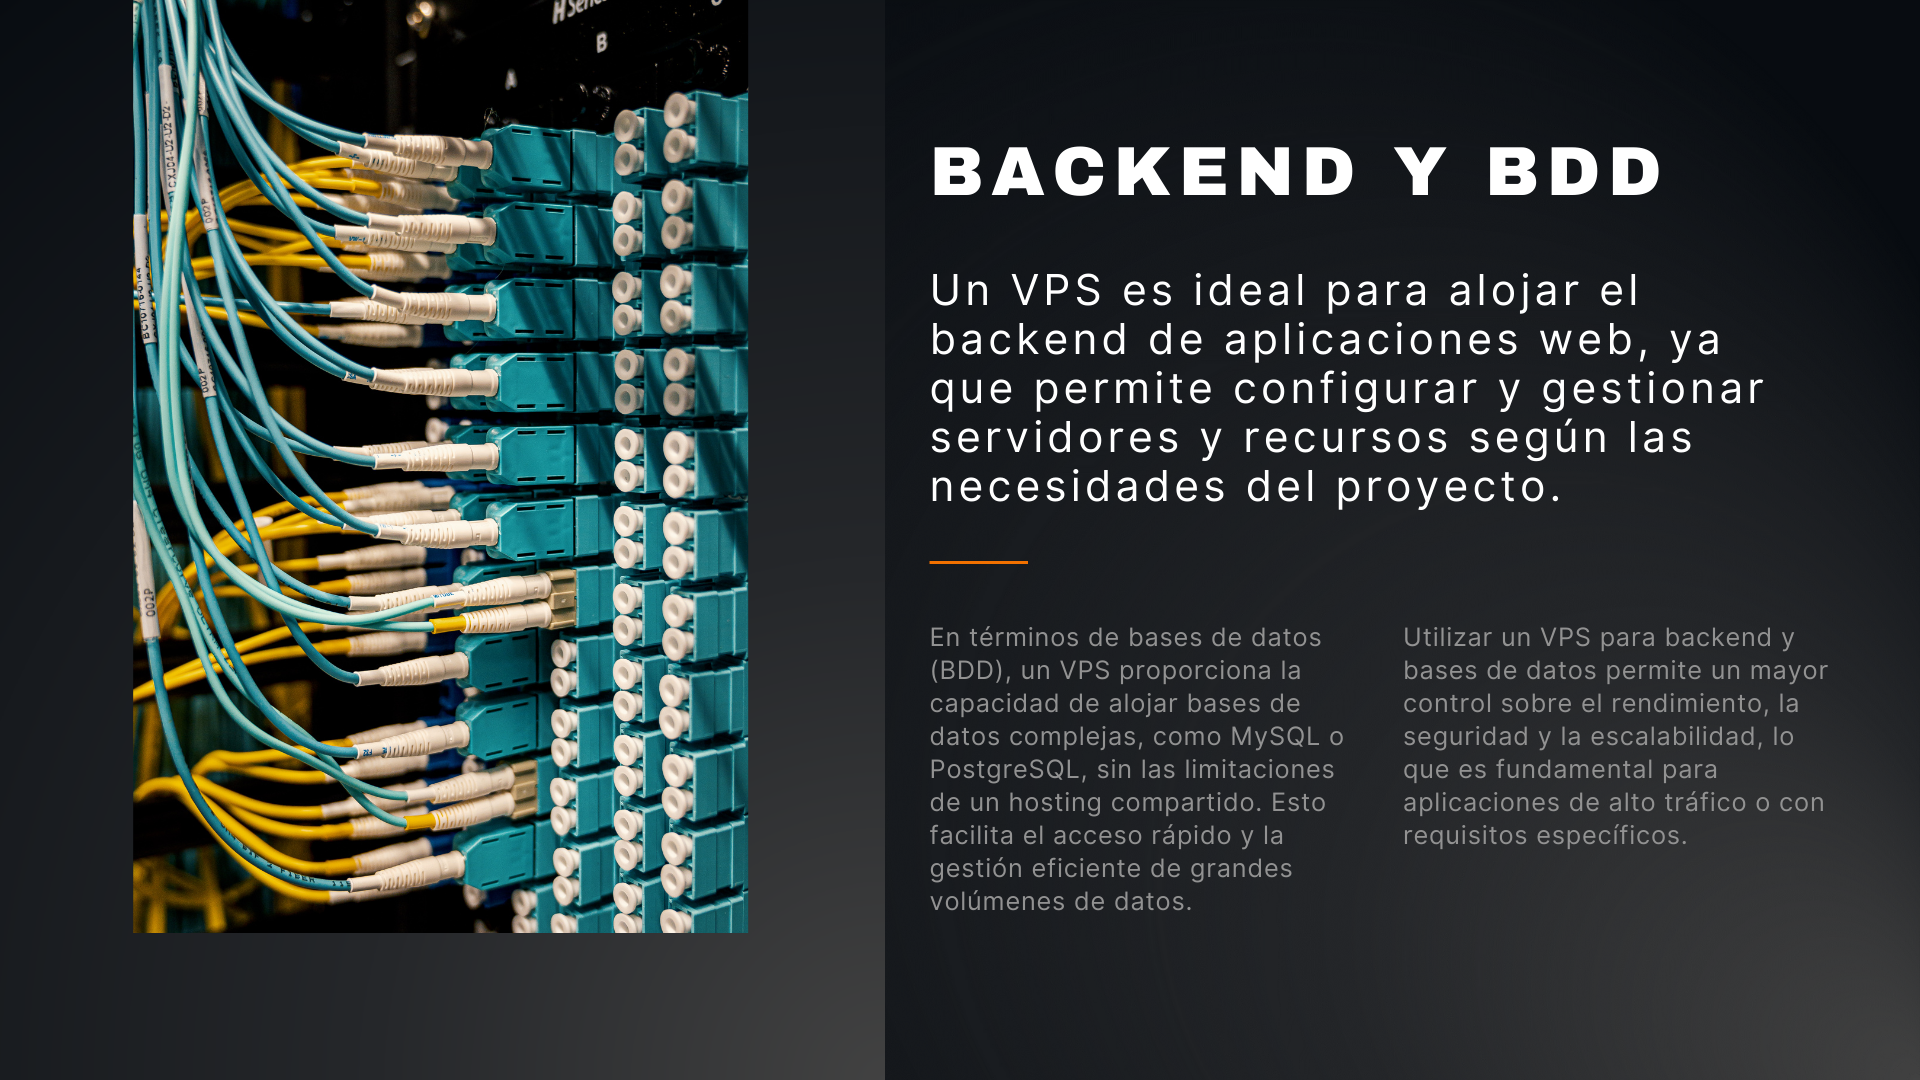 B
A
002P
002P
BACKEND Y BDD
Un VPS es ideal para alojar el
backend de aplicaciones web, ya
que permite configurar y gestionar
servidores y recursos según las
necesidades del proyecto.
En términos de bases de datos
(BDD), un VPS proporciona la
capacidad de alojar bases de
datos complejas, como MySQL o
PostgreSQL, sin las limitaciones
de un hosting compartido. Esto
facilita el acceso rápido y la
gestión eficiente de grandes
volúmenes de datos.
Utilizar un VPS para backend y
bases de datos permite un mayor
control sobre el rendimiento, la
seguridad y la escalabilidad, lo
que es fundamental para
aplicaciones de alto tráfico o con
requisitos específicos.